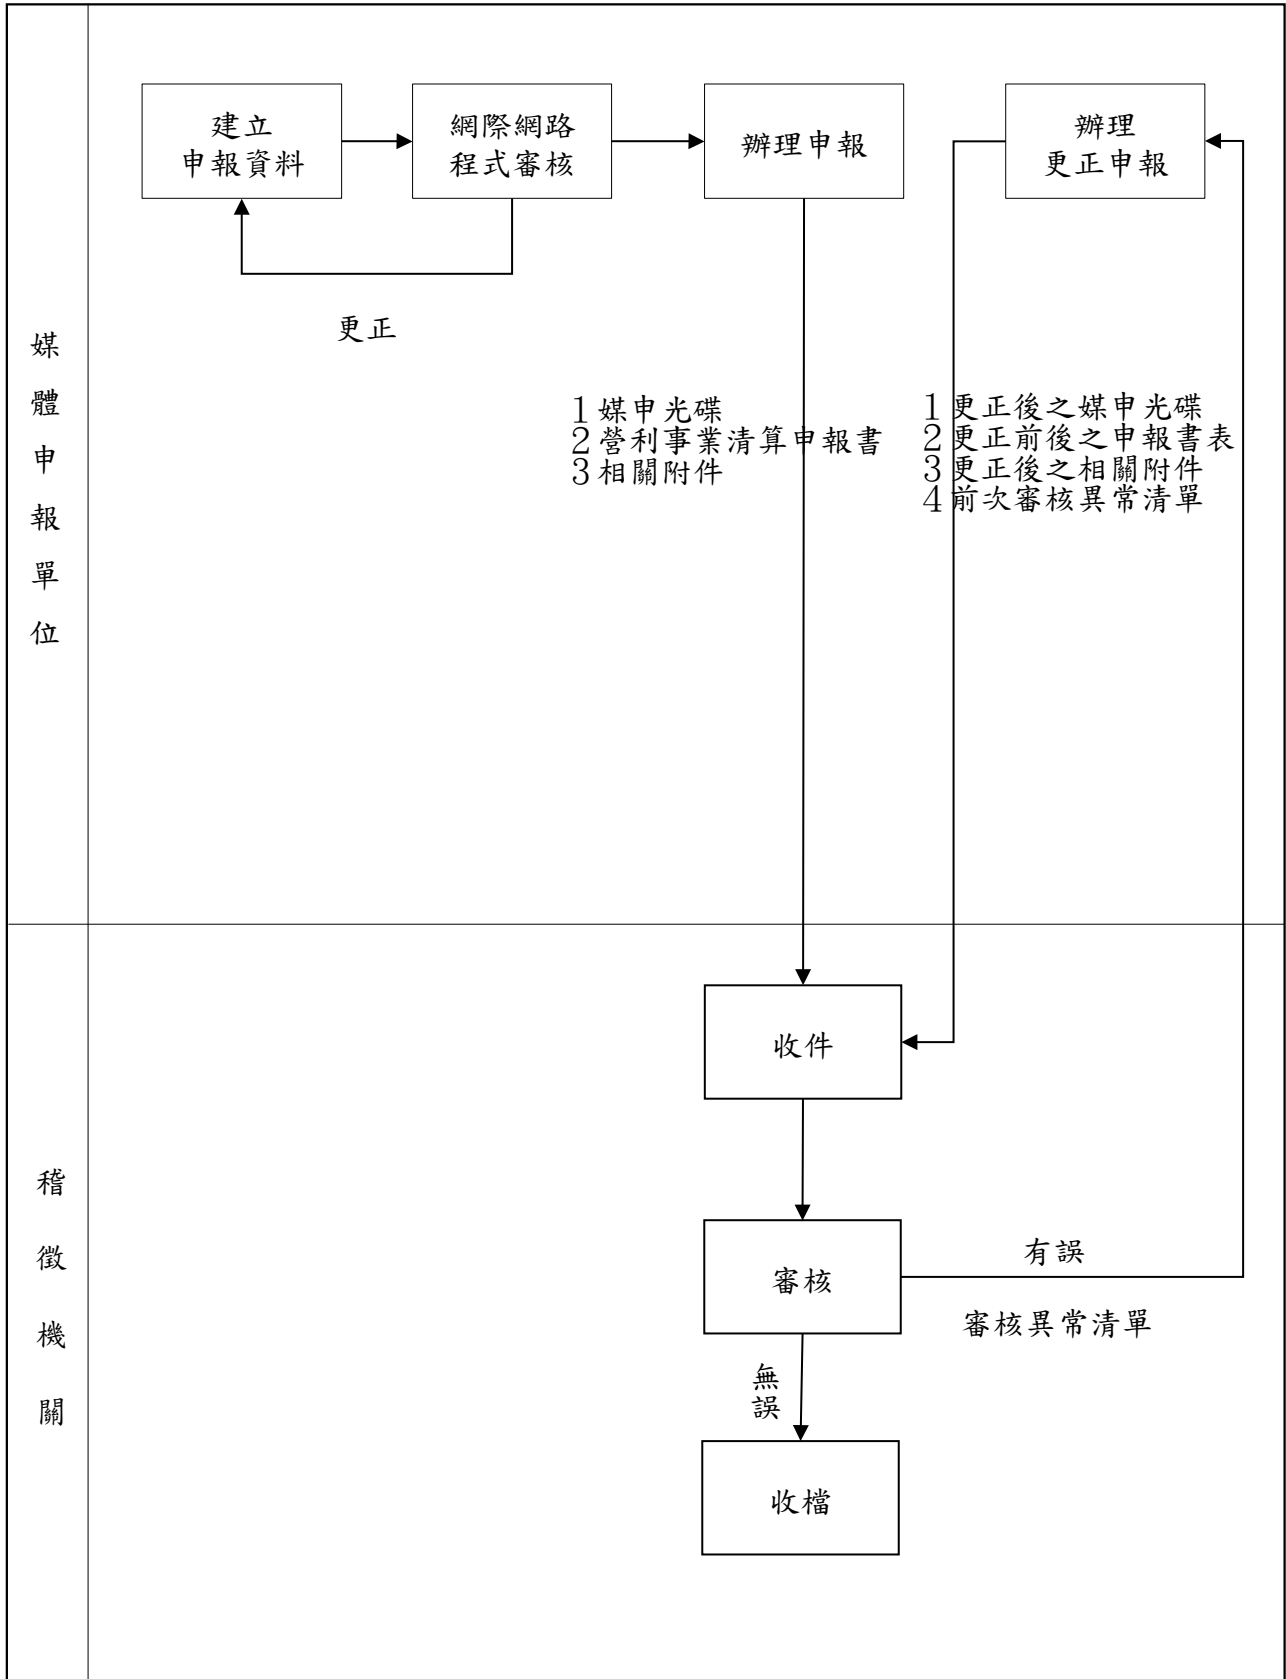 媒體申報單位
建立
申報資料
網際網路
程式審核
辦理申報
辦理
更正申報
更正
1媒申光碟
2營利事業清算申報書
3相關附件
1更正後之媒申光碟
2更正前後之申報書表
3更正後之相關附件
4前次審核異常清單
稽徵機關
收件
審核
有誤
審核異常清單
無誤
收檔